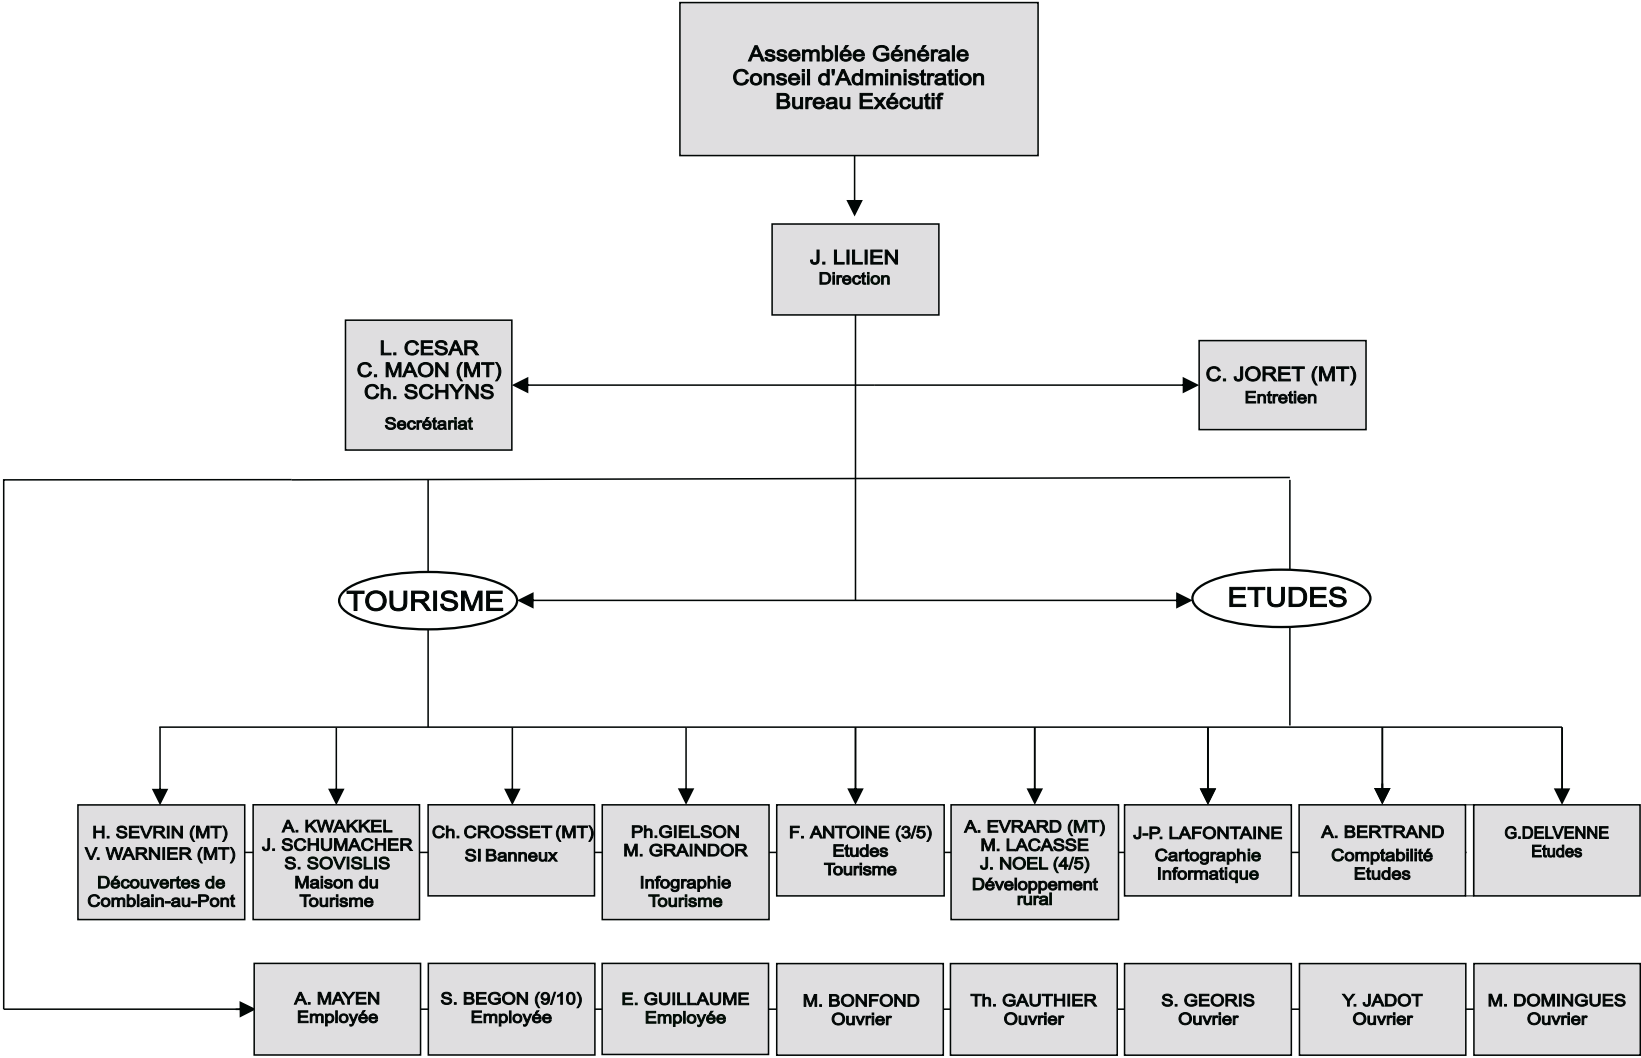 Assemblée Générale
Conseil d'Administration
Bureau Exécutif
J. LILIEN
Direction
L. CESAR
C. MAON (MT)
Ch. SCHYNS
Secrétariat
C. JORET (MT)
Entretien
TOURISME
ETUDES
H. SEVRIN (MT)
V. WARNIER (MT)
Découvertes de
Comblain-au-Pont
A. KWAKKEL
J. SCHUMACHER
S. SOVISLIS
Maison du
Tourisme
Ch. CROSSET (MT)
SI Banneux
Ph.GIELSON
M. GRAINDOR
Infographie
Tourisme
F. ANTOINE (3/5)
Etudes
Tourisme
A. EVRARD (MT)
M. LACASSE
J. NOEL (4/5)
Développement
rural
J-P. LAFONTAINE
Cartographie
Informatique
A. BERTRAND
Comptabilité
Etudes
G.DELVENNE
Etudes
A. MAYEN
Employée
S. BEGON (9/10)
Employée
E. GUILLAUME
Employée
M. BONFOND
Ouvrier
Th. GAUTHIER
Ouvrier
S. GEORIS
Ouvrier
Y. JADOT
Ouvrier
M. DOMINGUES
Ouvrier